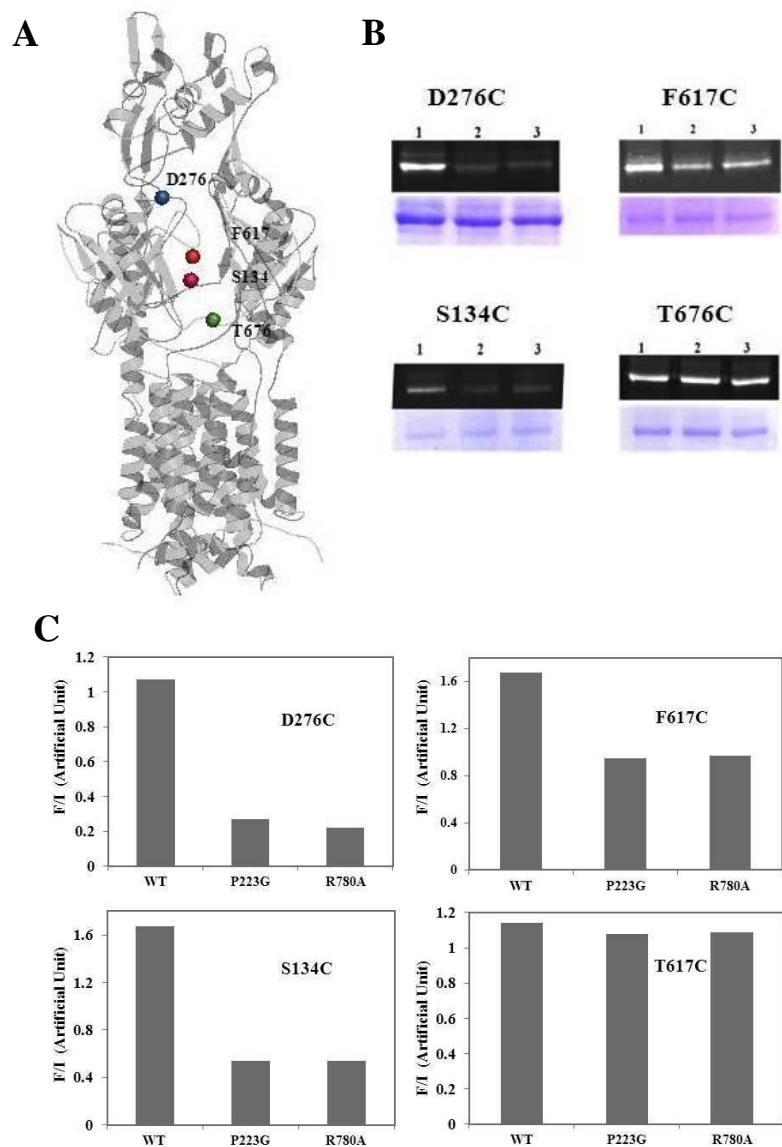 A
D276
F617
S134
T676
B
D276C
1 2 3
F617C
1 2 3
S134C
1 2 3
T676C
1 2 3
C
1.2
1
0.8
0.6
0.4
0.2
0
F/I (Artificial Unit)
D276C
WT P223G R780A
1.6
1.2
0.8
0.4
0
F/I (Artificial Unit)
F617C
WT P223G R780A
1.6
1.2
0.8
0.4
0
F/I (Artificial Unit)
S134C
WT P223G R780A
1.2
1
0.8
0.6
0.4
0.2
0
F/I (Artificial Unit)
T617C
WT P223G R780A